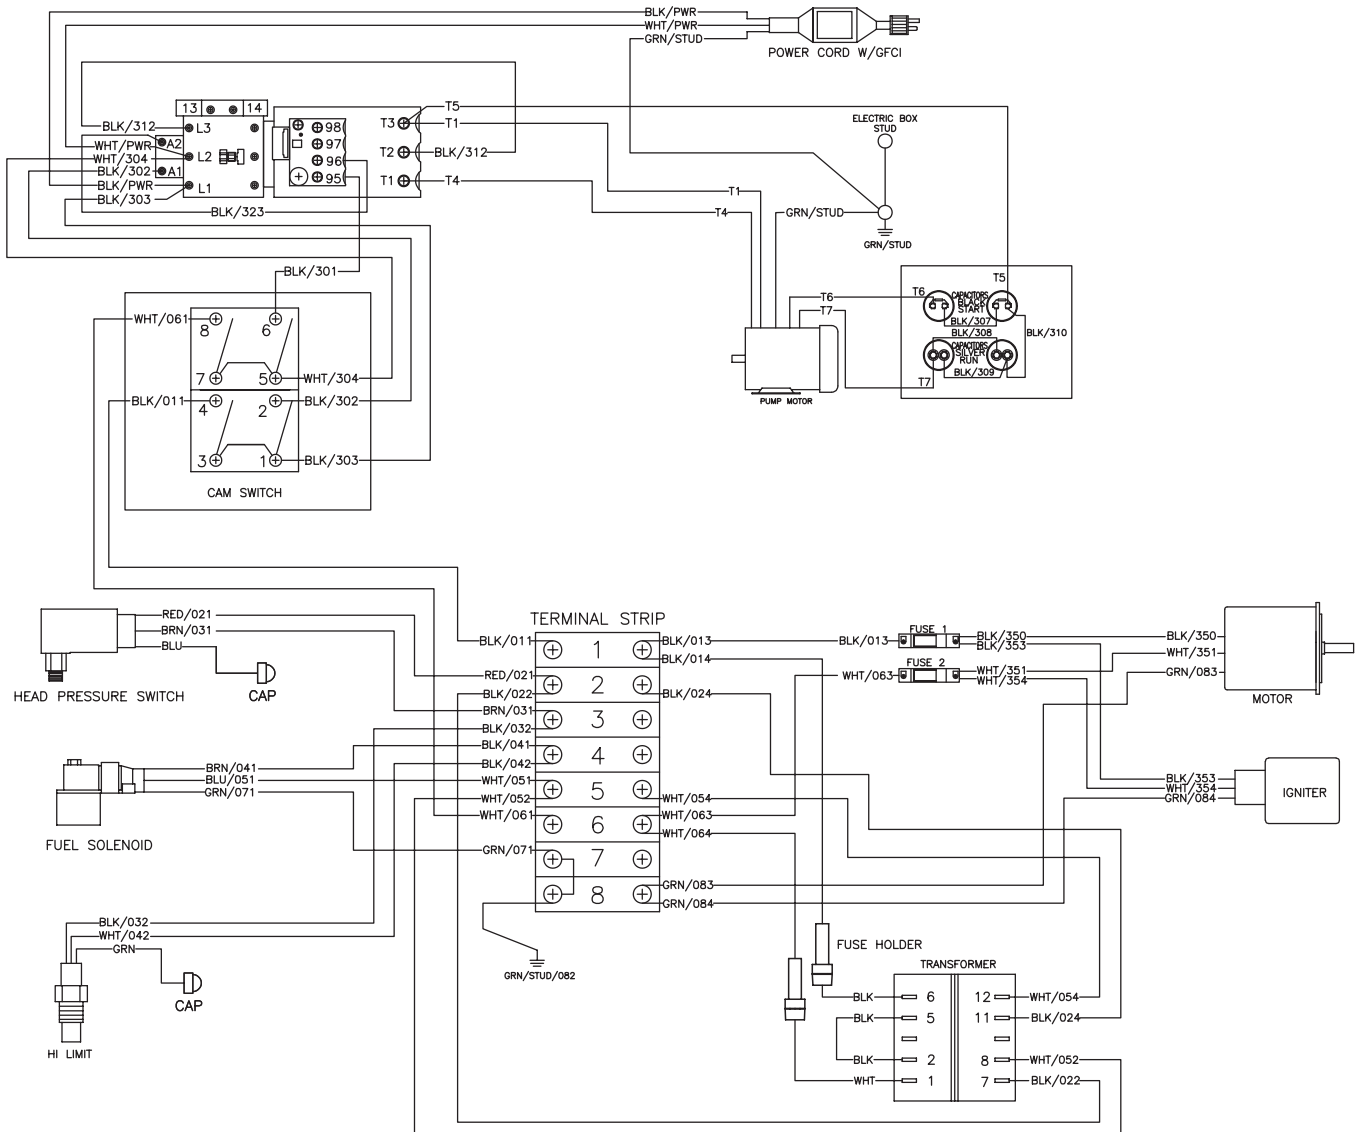 BLK/PWR
WHT/PWR
GRN/STUD
POWER CORD W/GFCI
13
14
BLK/312
L3
A2
WHT/PWR
WHT/304
L2
BLK/302
A1
BLK/PWR
L1
BLK/303
BLK/323
98
97
96
95
T3
T2
T1
T5
T1
BLK/312
T4
T1
T4
GRN/STUD
ELECTRIC BOX
STUD
GRN/STUD
BLK/301
WHT/061
8
6
7
5
WHT/304
BLK/011
4
2
BLK/302
3
1
BLK/303
CAM SWITCH
T5
T6
T6
T7
CAPACITORS
BLACK
START
BLK/307
BLK/308
BLK/310
CAPACITORS
SILVER
RUN
BLK/309
T7
PUMP MOTOR
RED/021
BRN/031
BLU
HEAD PRESSURE SWITCH
CAP
TERMINAL STRIP
BLK/011
1
BLK/013
BLK/014
RED/021
2
BLK/022
BLK/024
BRN/031
3
BLK/032
BLK/041
4
BLK/042
WHT/051
5
WHT/052
WHT/054
WHT/061
6
WHT/063
WHT/064
GRN/071
7
8
GRN/083
GRN/084
GRN/STUD/082
BLK/013
FUSE 1
BLK/350
BLK/353
WHT/063
FUSE 2
WHT/351
WHT/354
BLK/350
WHT/351
GRN/083
MOTOR
BLK/353
WHT/354
GRN/084
IGNITER
BRN/041
BLU/051
GRN/071
FUEL SOLENOID
BLK/032
WHT/042
GRN
CAP
HI LIMIT
FUSE HOLDER
TRANSFORMER
BLK
6
12
WHT/054
BLK
5
11
BLK/024
BLK
2
8
WHT/052
WHT
1
7
BLK/022